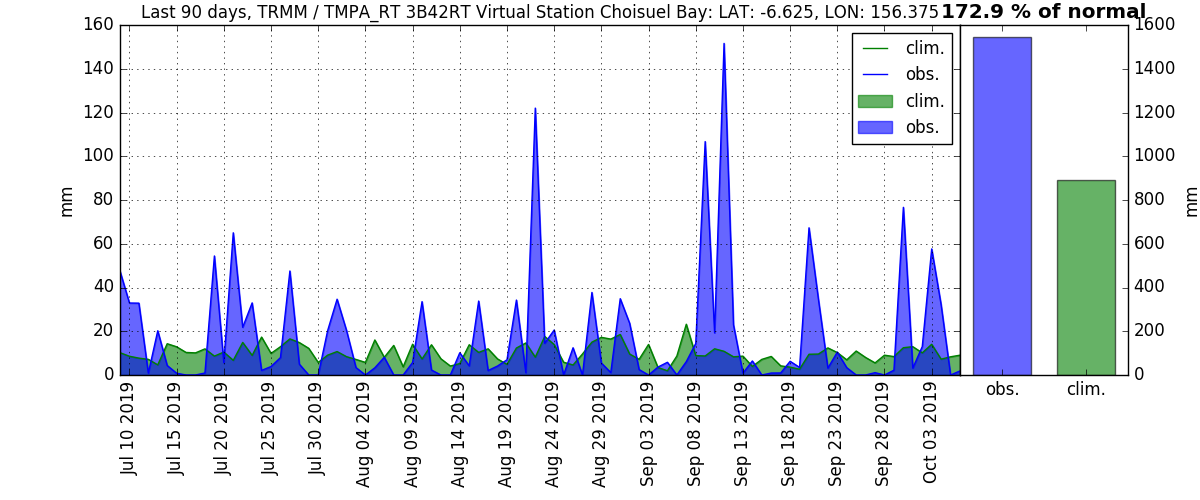 Last 90 days, TRMM / TMPA_RT 3B42RT Virtual Station Choisuel Bay: LAT: -6.625, LON: 156.375
172.9 % of normal
160
140
120
100
80
60
40
20
0
mm
clim.
obs.
clim.
obs.
Jul 10 2019
Jul 15 2019
Jul 20 2019
Jul 25 2019
Jul 30 2019
Aug 04 2019
Aug 09 2019
Aug 14 2019
Aug 19 2019
Aug 24 2019
Aug 29 2019
Sep 03 2019
Sep 08 2019
Sep 13 2019
Sep 18 2019
Sep 23 2019
Sep 28 2019
Oct 03 2019
1600
1400
1200
1000
800
600
400
200
0
mm
obs.
clim.